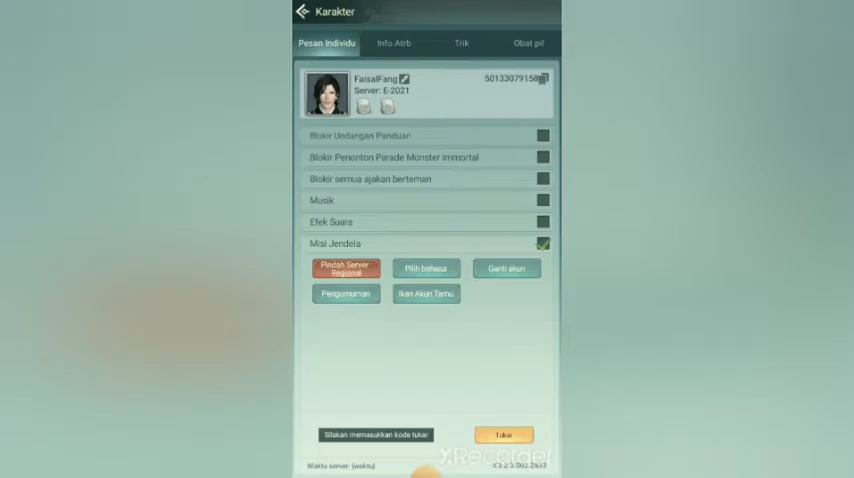 Karakter
Pesan Individu Info Atrb Trik Obat pil
FaisalFang 5013307915
Server: E-2021
Blokir Undangan Panduan
Blokir Penonton Parade Monster immortal
Blokir semua ajakan berteman
Musik
Efek Suara
Misi Jendela
Pindah Server Regional
Pilih bahasa
Ganti akun
Pengumuman
Ikan Akun Tamu
Silakan memasukkan kode tukar
Tukar
XRecorder
Waktu server: {waktu}